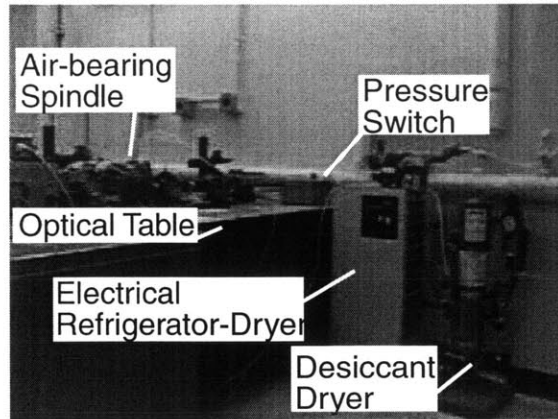 Air-bearing
Spindle
Pressure
Switch
Optical Table
Electrical
Refrigerator-Dryer
Desiccant
Dryer